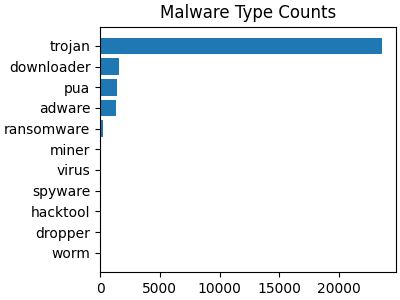 Malware Type Counts
trojan
downloader
pua
adware
ransomware
miner
virus
spyware
hacktool
dropper
worm
0 5000 10000 15000 20000